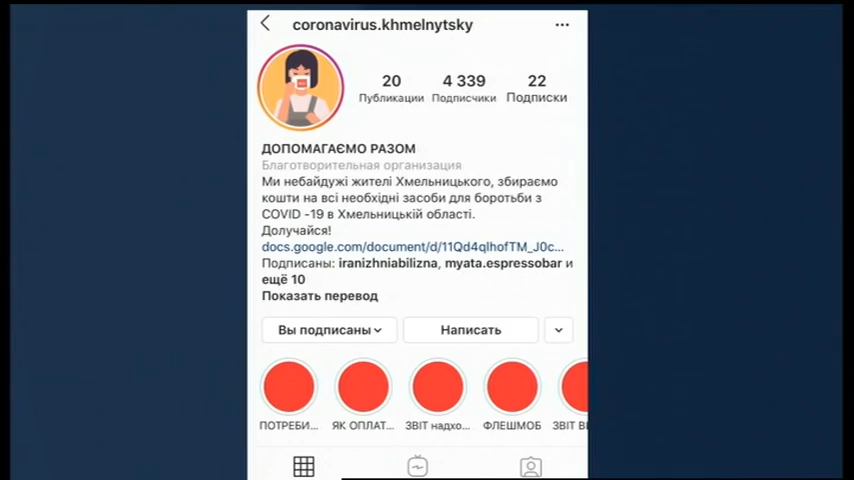 coronavirus.khmelnytsky
20 4 339 22
Публикации Подписчики Подписки
ДОПОМАГАЄМО РАЗОМ
Благотворительная организация
Ми небайдужі жителі Хмельницького, збираємо
кошти на всі необхідні засоби для боротьби з
COVID -19 в Хмельницькій області.
Долучайся!
docs.google.com/document/d/11Qd4qlhofTM_J0c...
Подписаны: iranizhniabilizna, myata.espressobar и
ещё 10
Показать перевод
Вы подписаны Написать
ПОТРЕБИ... ЯК ОПЛАТ... ЗВІТ надхо... ФЛЕШМОБ ЗВІТ ВИ